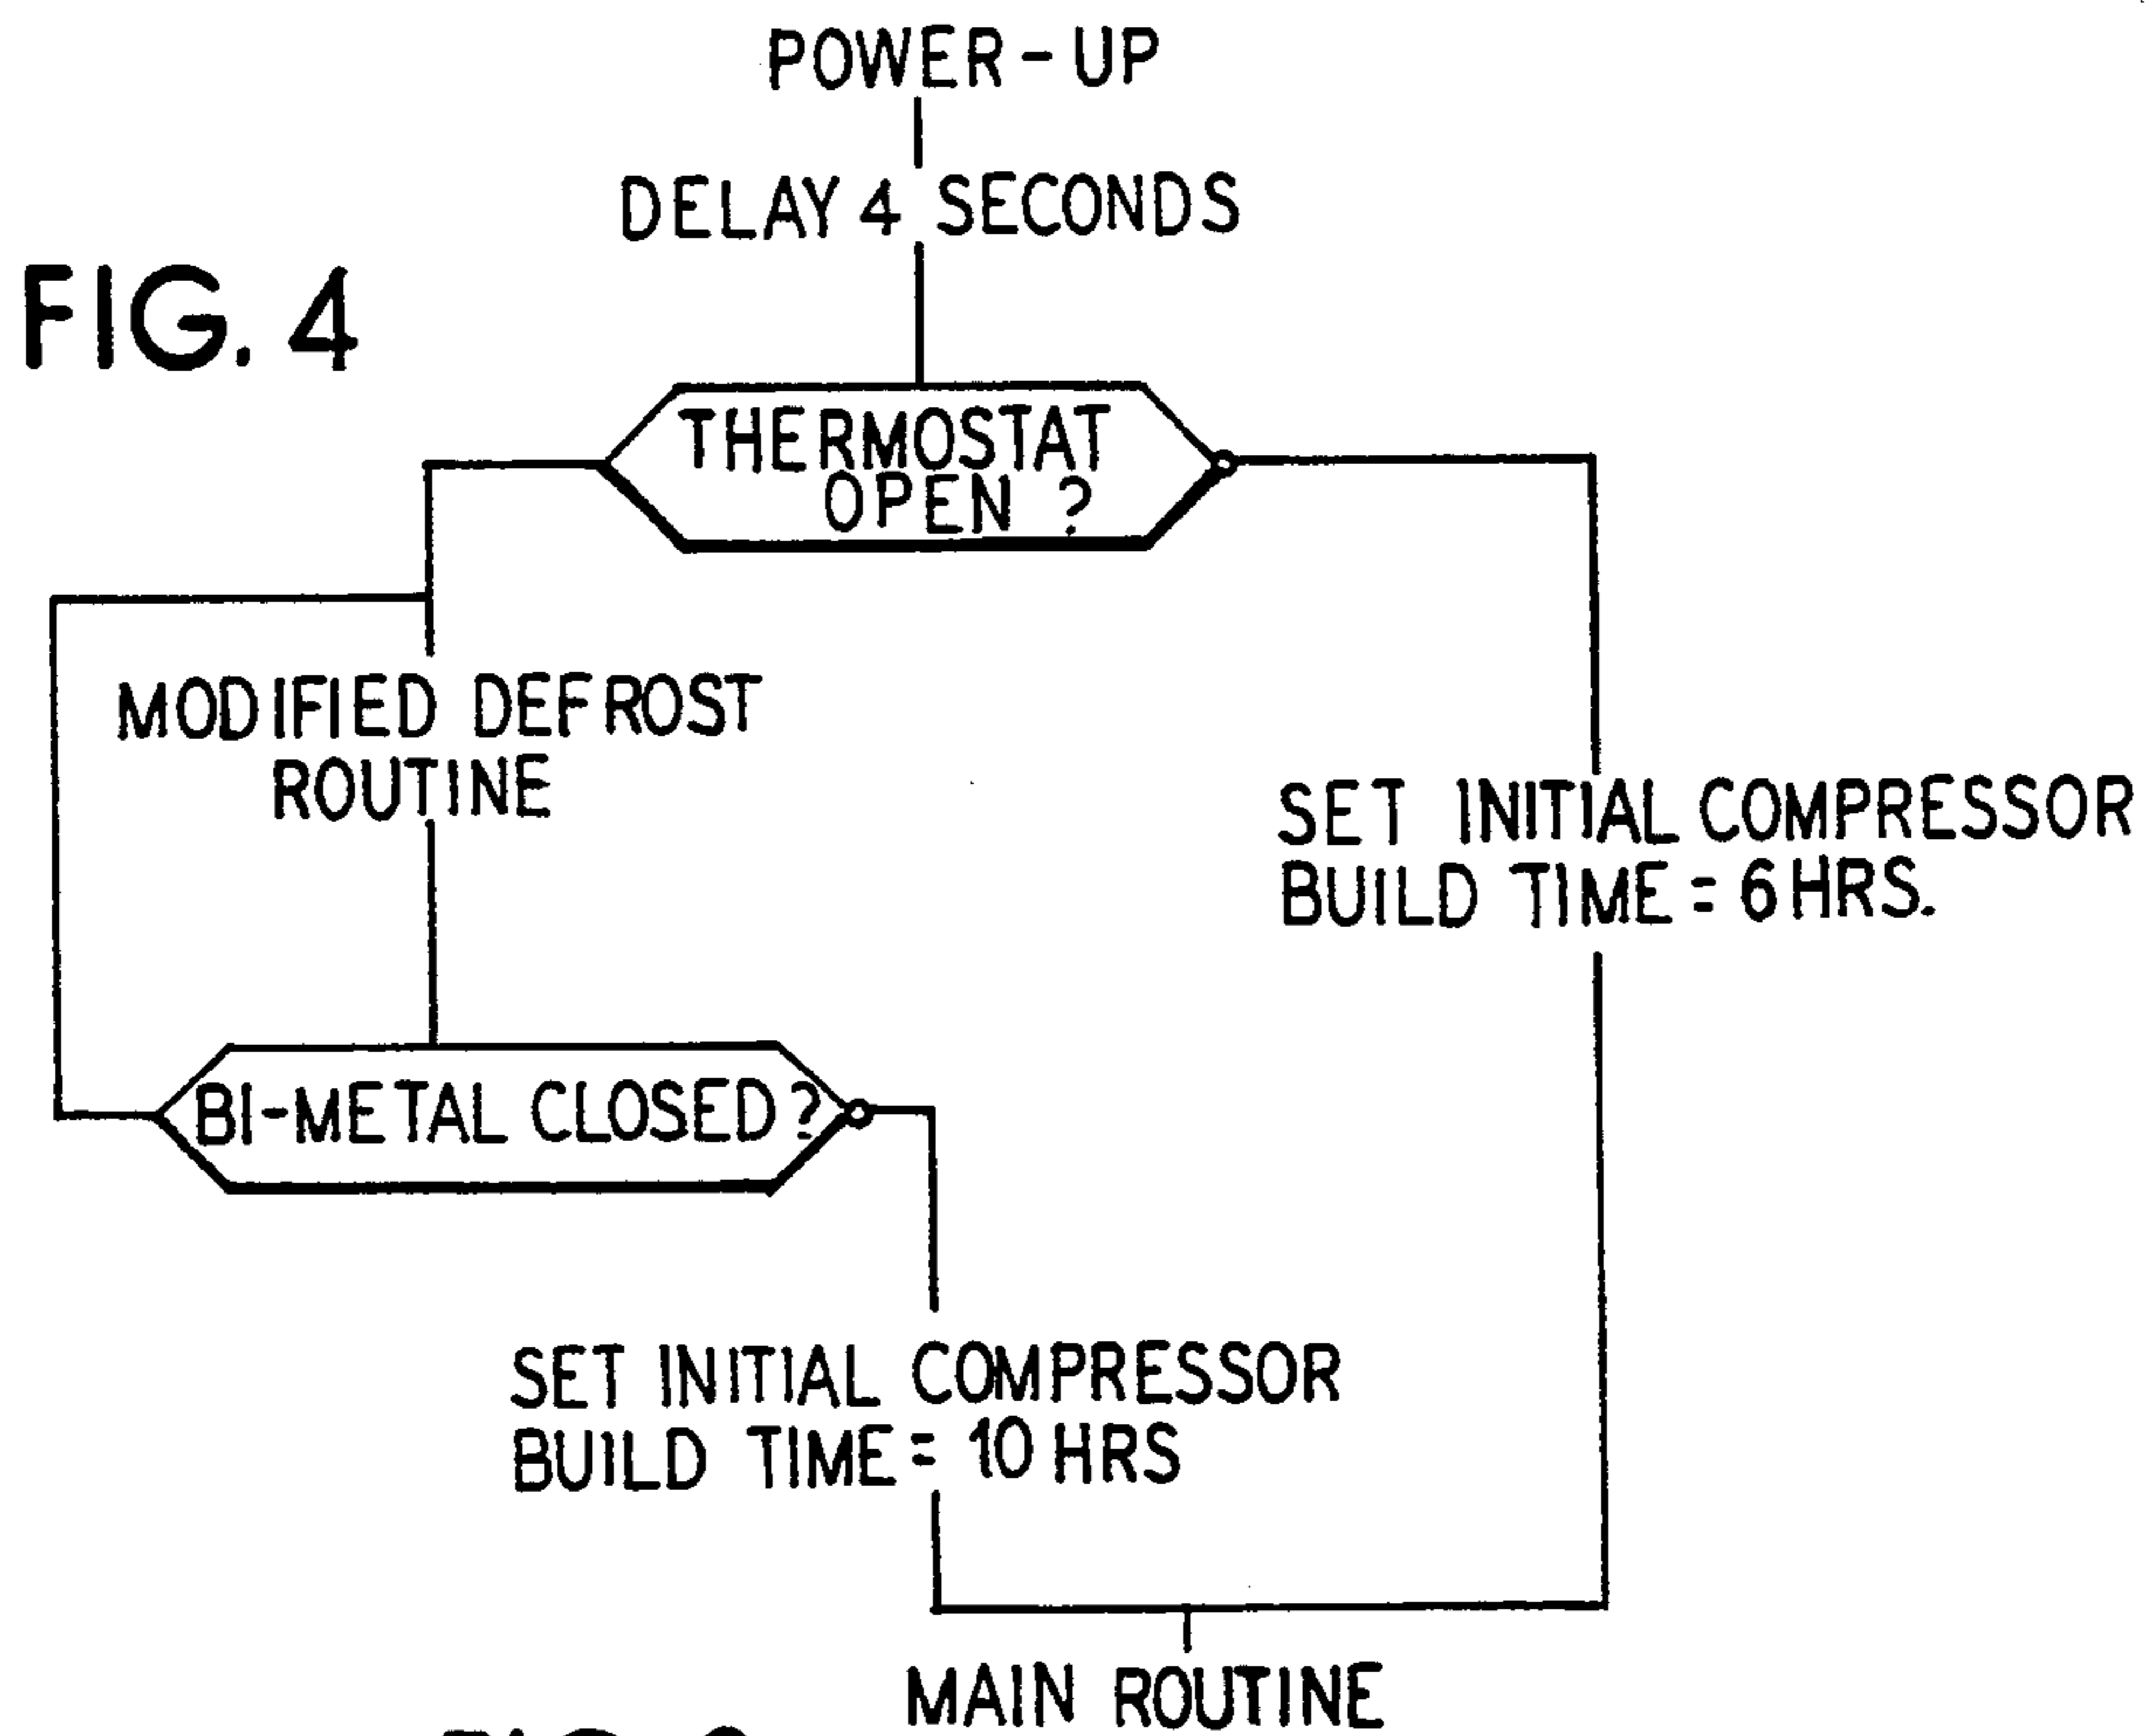 POWER-UP
DELAY 4 SECONDS
FIG. 4
THERMOSTAT
OPEN ?
MODIFIED DEFROST
ROUTINE
SET INITIAL COMPRESSOR
BUILD TIME = 6 HRS.
BI-METAL CLOSED?
SET INITIAL COMPRESSOR
BUILD TIME = 10 HRS
MAIN ROUTINE